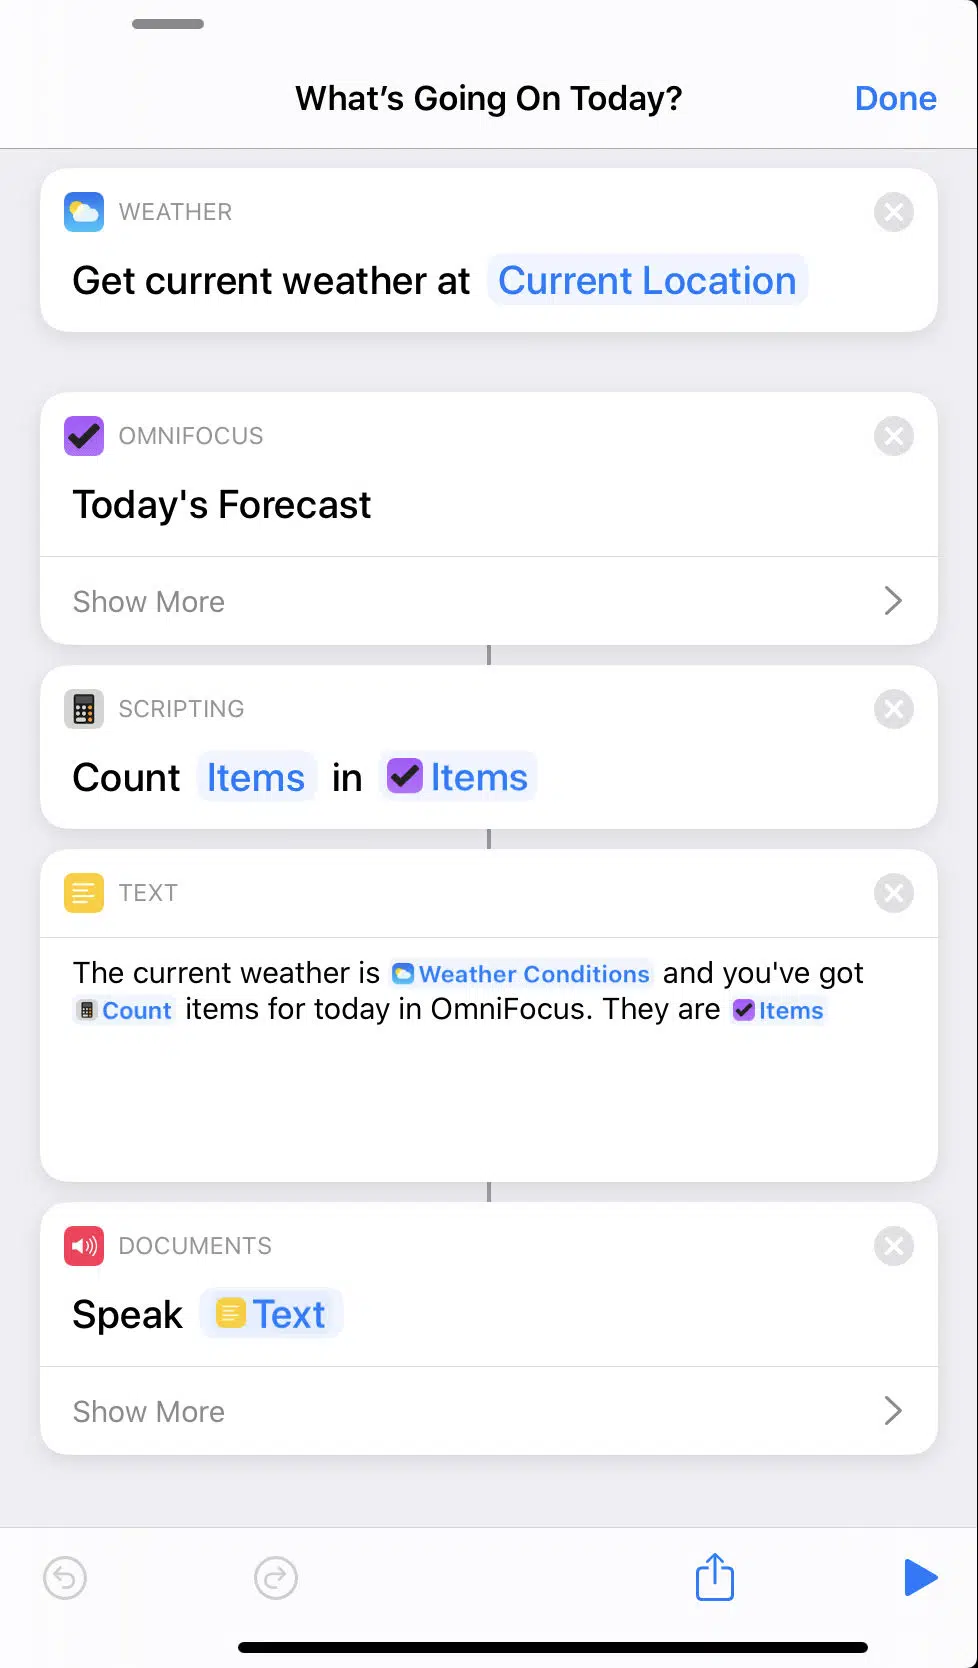 What’s Going On Today?
Done
WEATHER
Get current weather at Current Location
OMNIFOCUS
Today's Forecast
Show More
SCRIPTING
Count Items in Items
TEXT
The current weather is Weather Conditions and you've got
Count items for today in OmniFocus. They are Items
DOCUMENTS
Speak Text
Show More